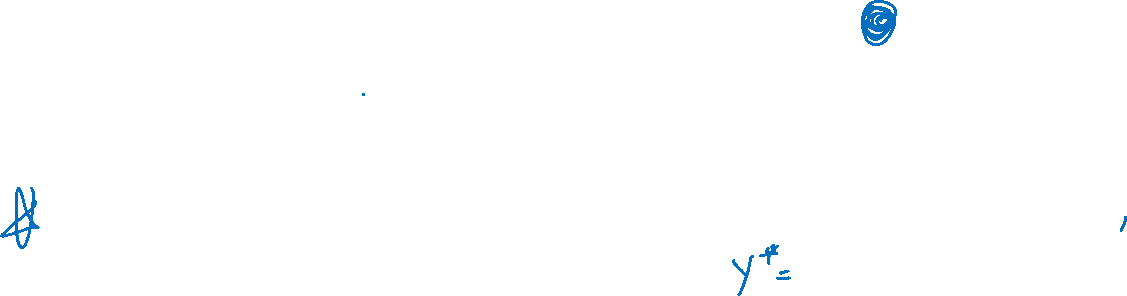 y* =